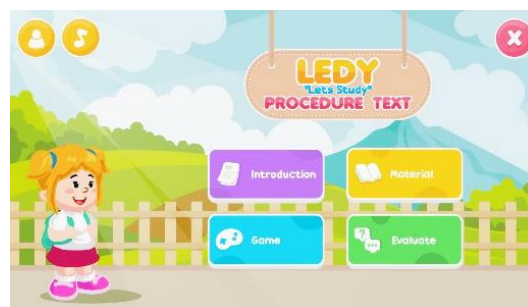 LEDY
"Lets Study"
PROCEDURE TEXT
Introduction
Material
Game
Evaluate